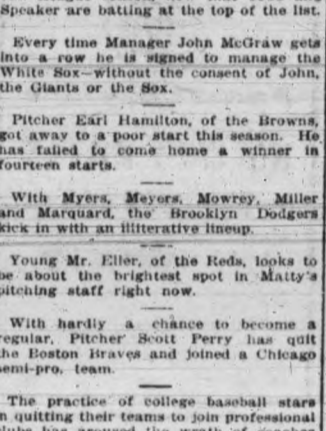 Speaker are batting at the top of the list.
Every time Manager John McGraw gets
into a row he is signed to manage the
White Sox—without the consent of John,
the Giants or the Sox.
Pitcher Earl Hamilton, of the Browns,
got away to a poor start this season. He
has failed to come home a winner in
fourteen starts.
With Myers, Meyers, Mowrey, Miller
and Marquard, the Brooklyn Dodgers
kick in with an illiterative lineup.
Young Mr. Eller, of the Reds, looks to
be about the brightest spot in Matty's
pitching staff right now.
With hardly a chance to become a
regular, Pitcher Scott Perry has quit
the Boston Braves and joined a Chicago
semi-pro. team.
The practice of college baseball stars
in quitting their teams to join professional